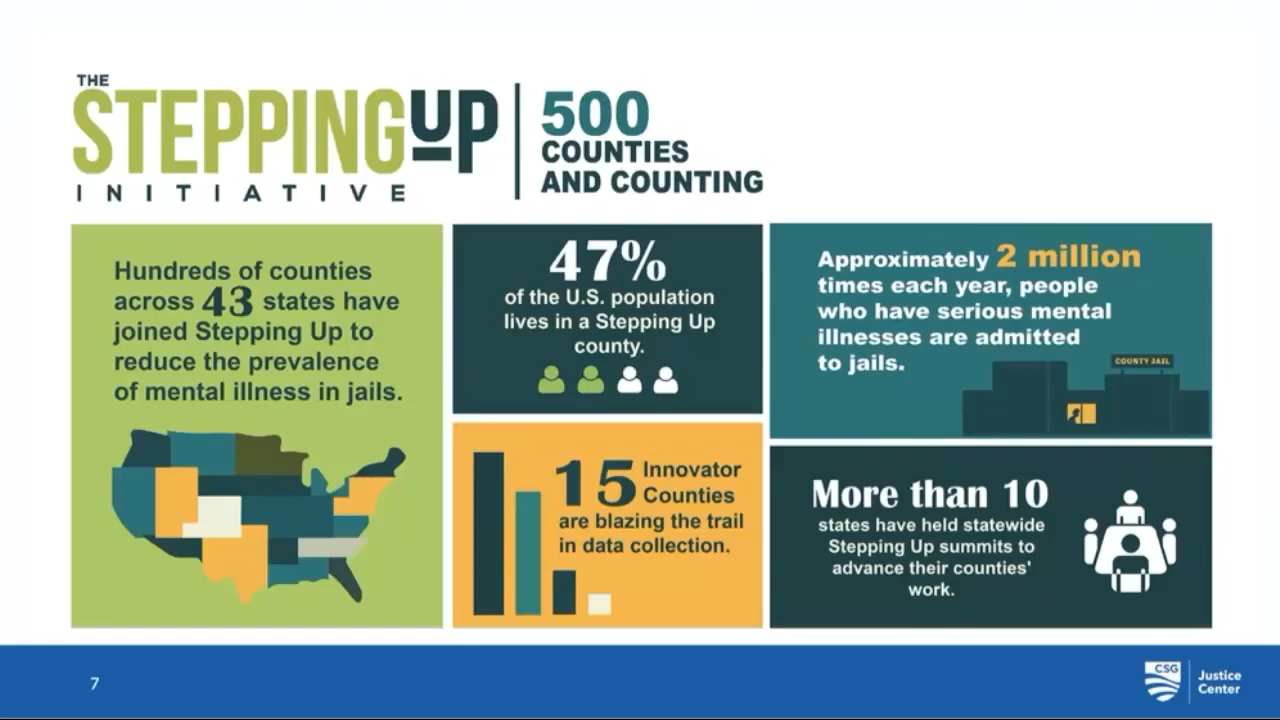 THE
STEPPING UP
INITIATIVE
500
COUNTIES
AND COUNTING
Hundreds of counties
across 43 states have
joined Stepping Up to
reduce the prevalence
of mental illness in jails.
47%
of the U.S. population
lives in a Stepping Up
county.
15 Innovator
Counties
are blazing the trail
in data collection.
Approximately 2 million
times each year, people
who have serious mental
illnesses are admitted
to jails.
COUNTY JAIL
More than 10
states have held statewide
Stepping Up summits to
advance their counties'
work.
7
CSG
Justice
Center